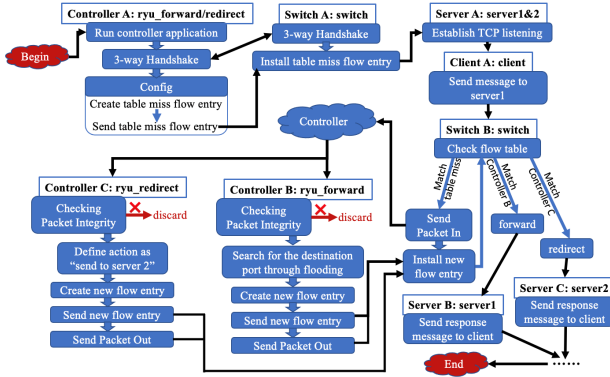 Controller A: ryu_forward/redirect
Run controller application
3-way Handshake
Config
Create table miss flow entry
Send table miss flow entry
Begin
Switch A: switch
3-way Handshake
Install table miss flow entry
Server A: server1&2
Establish TCP listening
Client A: client
Send message to
server1
Switch B: switch
Check flow table
Match
table miss
Match
Controller B
Match
Controller C
Controller
Controller C: ryu_redirect
Checking
Packet Integrity
discard
Define action as
“send to server 2”
Create new flow entry
Send new flow entry
Send Packet Out
Controller B: ryu_forward
Checking
Packet Integrity
discard
Search for the destination
port through flooding
Create new flow entry
Send new flow entry
Send Packet Out
Send
Packet In
Install new
flow entry
forward
redirect
Server B: server1
Send response
message to client
Server C: server2
Send response
message to client
End
......